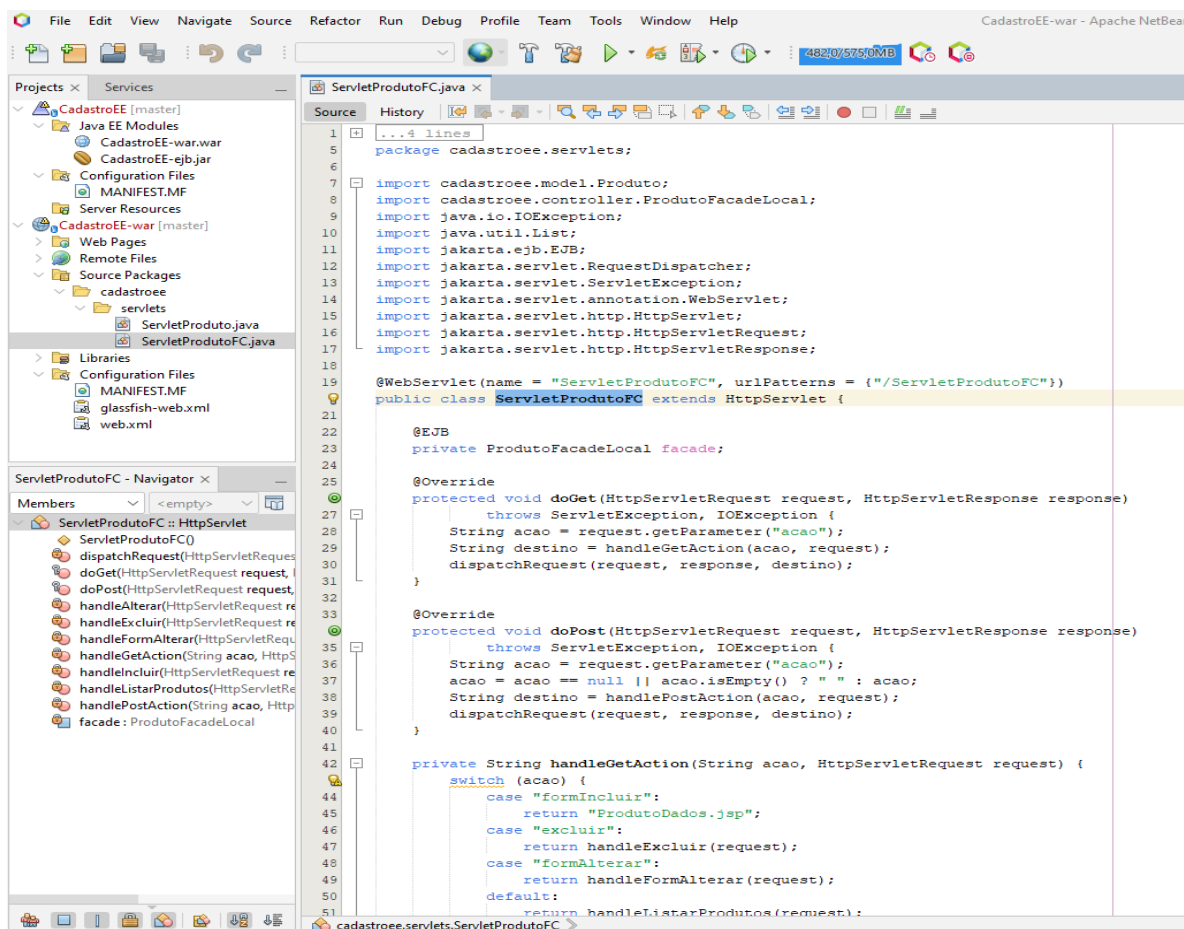 File Edit View Navigate Source Refactor Run Debug Profile Team Tools Window Help
CadastroEE-war - Apache NetBear
482,0/575,0MB
Projects
Services
CadastroEE [master]
Java EE Modules
CadastroEE-war.war
CadastroEE-ejb.jar
Configuration Files
MANIFEST.MF
Server Resources
CadastroEE-war [master]
Web Pages
Remote Files
Source Packages
cadastroee
servlets
ServletProduto.java
ServletProdutoFC.java
Libraries
Configuration Files
MANIFEST.MF
glassfish-web.xml
web.xml
ServletProdutoFC - Navigator
Members <empty>
ServletProdutoFC :: HttpServlet
ServletProdutoFC()
dispatchRequest(HttpServletReques
doGet(HttpServletRequest request,
doPost(HttpServletRequest request,
handleAlterar(HttpServletRequest re
handleExcluir(HttpServletRequest re
handleFormAlterar(HttpServletRequ
handleGetAction(String acao, HttpS
handleIncluir(HttpServletRequest re
handleListarProdutos(HttpServletRe
handlePostAction(String acao, Http
facade : ProdutoFacadeLocal
ServletProdutoFC.java
Source History
1 ...4 lines
5 package cadastroee.servlets;
6
7 import cadastroee.model.Produto;
8 import cadastroee.controller.ProdutoFacadeLocal;
9 import java.io.IOException;
10 import java.util.List;
11 import jakarta.ejb.EJB;
12 import jakarta.servlet.RequestDispatcher;
13 import jakarta.servlet.ServletException;
14 import jakarta.servlet.annotation.WebServlet;
15 import jakarta.servlet.http.HttpServlet;
16 import jakarta.servlet.http.HttpServletRequest;
17 import jakarta.servlet.http.HttpServletResponse;
18
19 @WebServlet(name = "ServletProdutoFC", urlPatterns = {"/ServletProdutoFC"})
public class ServletProdutoFC extends HttpServlet {
21
22 @EJB
23 private ProdutoFacadeLocal facade;
24
25 @Override
protected void doGet(HttpServletRequest request, HttpServletResponse response)
27 throws ServletException, IOException {
28 String acao = request.getParameter("acao");
29 String destino = handleGetAction(acao, request);
30 dispatchRequest(request, response, destino);
31 }
32
33 @Override
protected void doPost(HttpServletRequest request, HttpServletResponse response)
35 throws ServletException, IOException {
36 String acao = request.getParameter("acao");
37 acao = acao == null || acao.isEmpty() ? " " : acao;
38 String destino = handlePostAction(acao, request);
39 dispatchRequest(request, response, destino);
40 }
41
42 private String handleGetAction(String acao, HttpServletRequest request) {
switch (acao) {
44 case "formIncluir":
45 return "ProdutoDados.jsp";
46 case "excluir":
47 return handleExcluir(request);
48 case "formAlterar":
49 return handleFormAlterar(request);
50 default:
51 return handleListarProdutos(request);
cadastroee.servlets.ServletProdutoFC